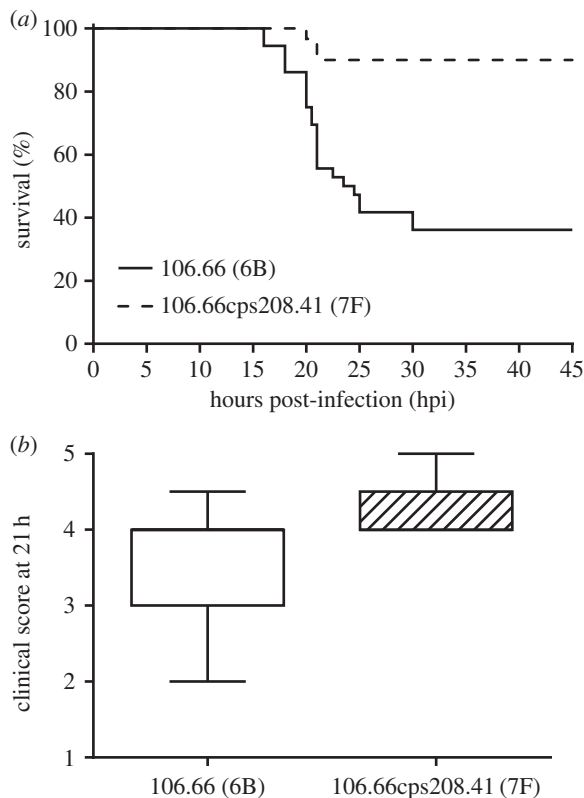 (a)
100
80
60
40
20
0
survival (%)
106.66 (6B)
106.66cps208.41 (7F)
0 5 10 15 20 25 30 35 40 45
hours post-infection (hpi)
(b)
5
4
3
2
1
clinical score at 21 h
106.66 (6B) 106.66cps208.41 (7F)